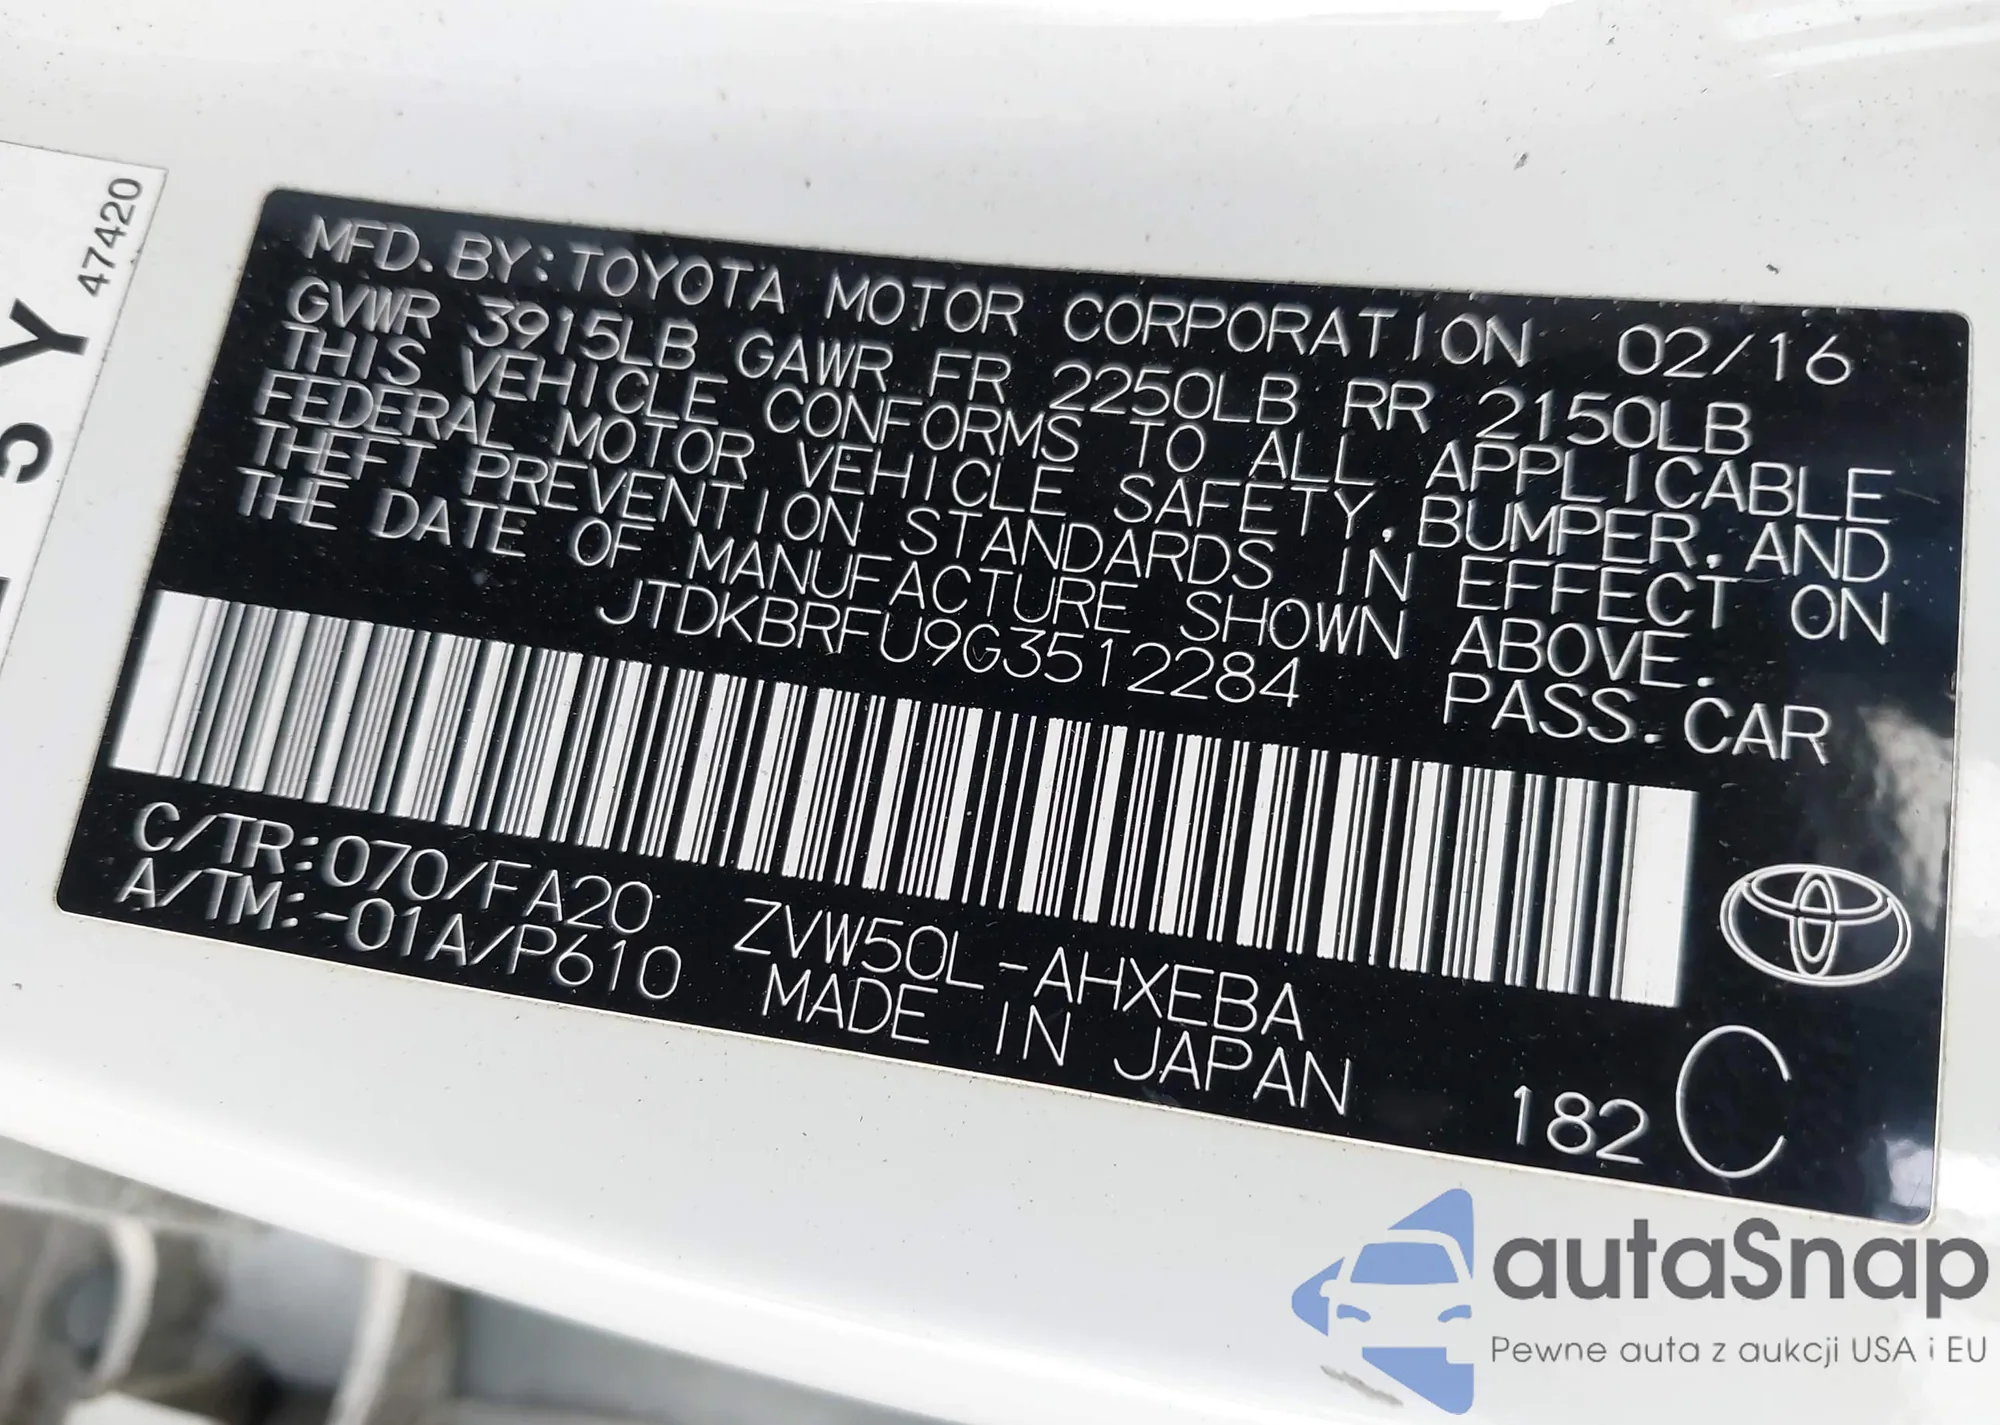 47420
5Y
MFD. BY: TOYOTA MOTOR CORPORATION 02/16
GVWR 3915LB GAWR FR 2250LB RR 2150LB
THIS VEHICLE CONFORMS TO ALL APPLICABLE
FEDERAL MOTOR VEHICLE SAFETY, BUMPER, AND
THEFT PREVENTION STANDARDS IN EFFECT ON
THE DATE OF MANUFACTURE SHOWN ABOVE.
JTDKBRFU9G3512284 PASS. CAR
C/TR:070/FA20 ZVW50L-AHXEBA
A/TM:-01A/P610 MADE IN JAPAN
182 C
autaSnap
Pewne auta z aukcji USA i EU